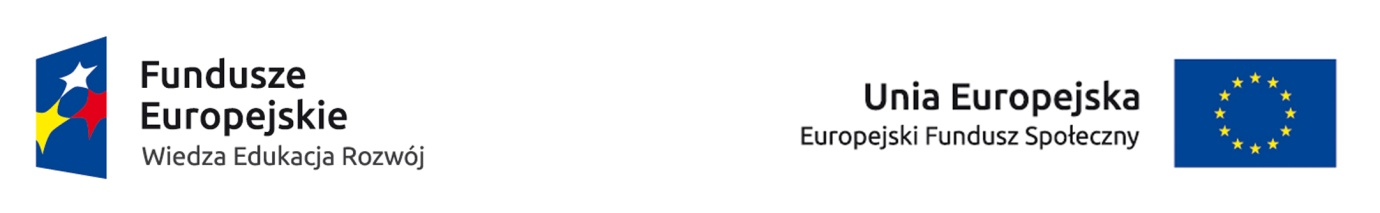 Fundusze
Europejskie
Wiedza Edukacja Rozwój
Unia Europejska
Europejski Fundusz Społeczny